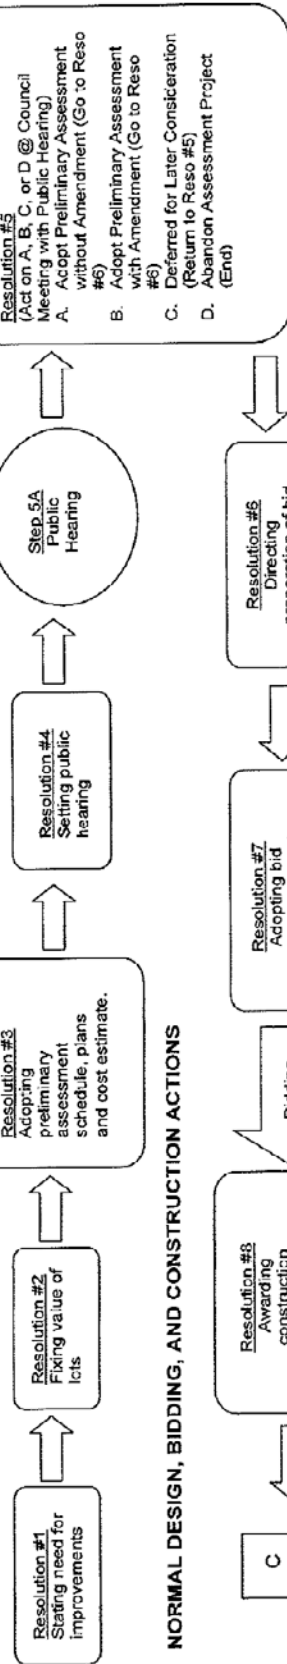 Resolution #1
Stating need for
improvements
Resolution #2
Fixing value of
lots
Resolution #3
Adopting
preliminary
assessment
schedule, plans
and cost estimate.
Resolution #4
Setting public
hearing
Step 5A
Public
Hearing
Resolution #5
(Act on A, B, C, or D @ Council
Meeting with Public Hearing)
A. Adopt Preliminary Assessment
without Amendment (Go to Reso
#6)
B. Adopt Preliminary Assessment
with Amendment (Go to Reso
#6)
C. Deferred for Later Consideration
(Return to Reso #5)
D. Abandon Assessment Project
(End)
NORMAL DESIGN, BIDDING, AND CONSTRUCTION ACTIONS
Resolution #6
Directing
Resolution #7
Adopting bid
Bidding
Resolution #8
Awarding
construction
C